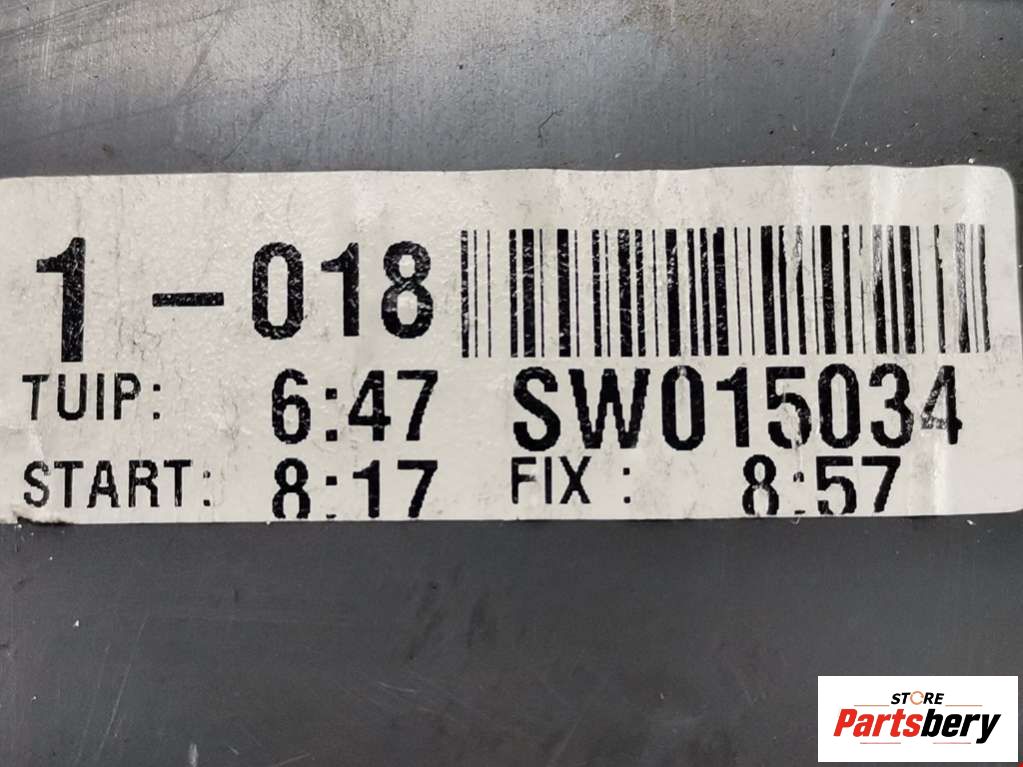 1-018
TUIP: 6:47 SW015034
START: 8:17 FIX: 8:57
STORE
Partsbery